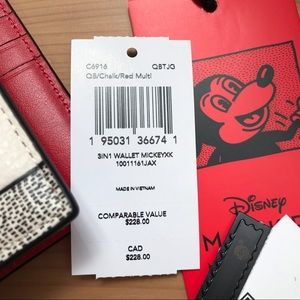 C6916 QBTJG
QB/Chalk/Red Multi
1 95031 36674 1
3IN1 WALLET MICKEYXK
10011161JAX
MADE IN VIETNAM
COMPARABLE VALUE
$228.00
CAD
$228.00
Disney